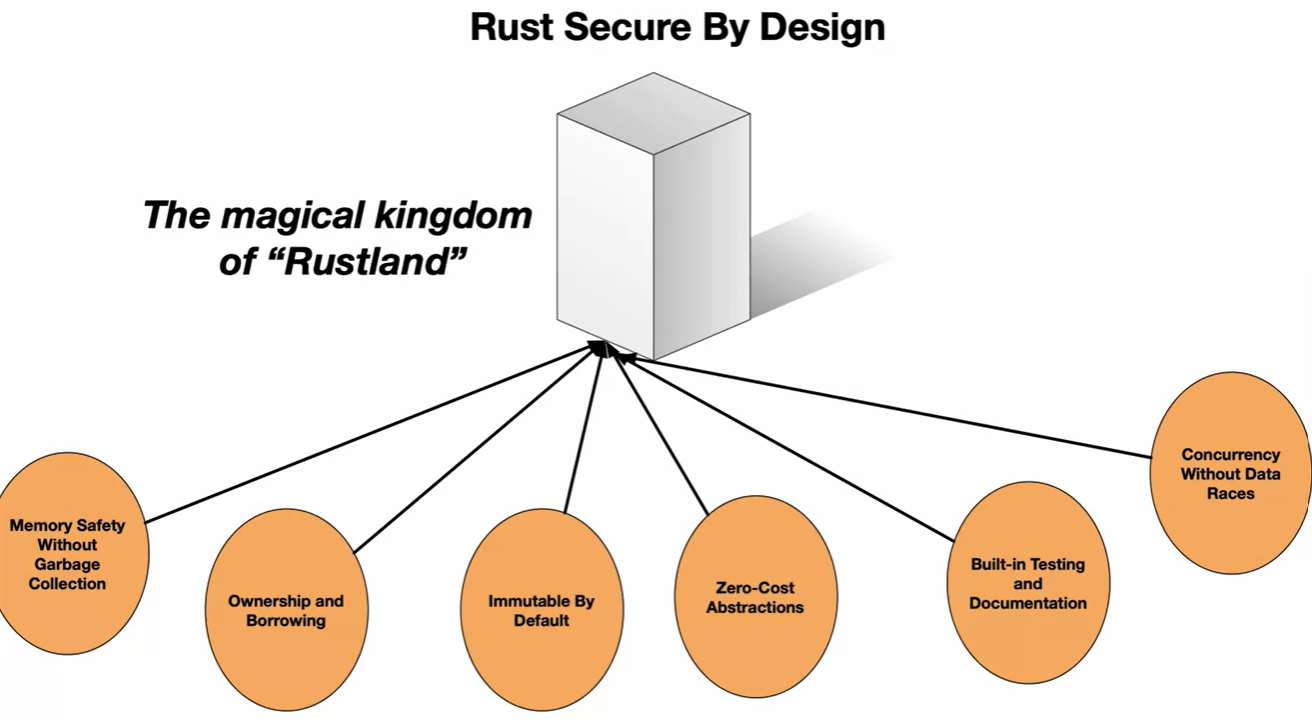 Rust Secure By Design
The magical kingdom
of “Rustland”
Memory Safety
Without
Garbage
Collection
Ownership and
Borrowing
Immutable By
Default
Zero-Cost
Abstractions
Built-in Testing
and
Documentation
Concurrency
Without Data
Races